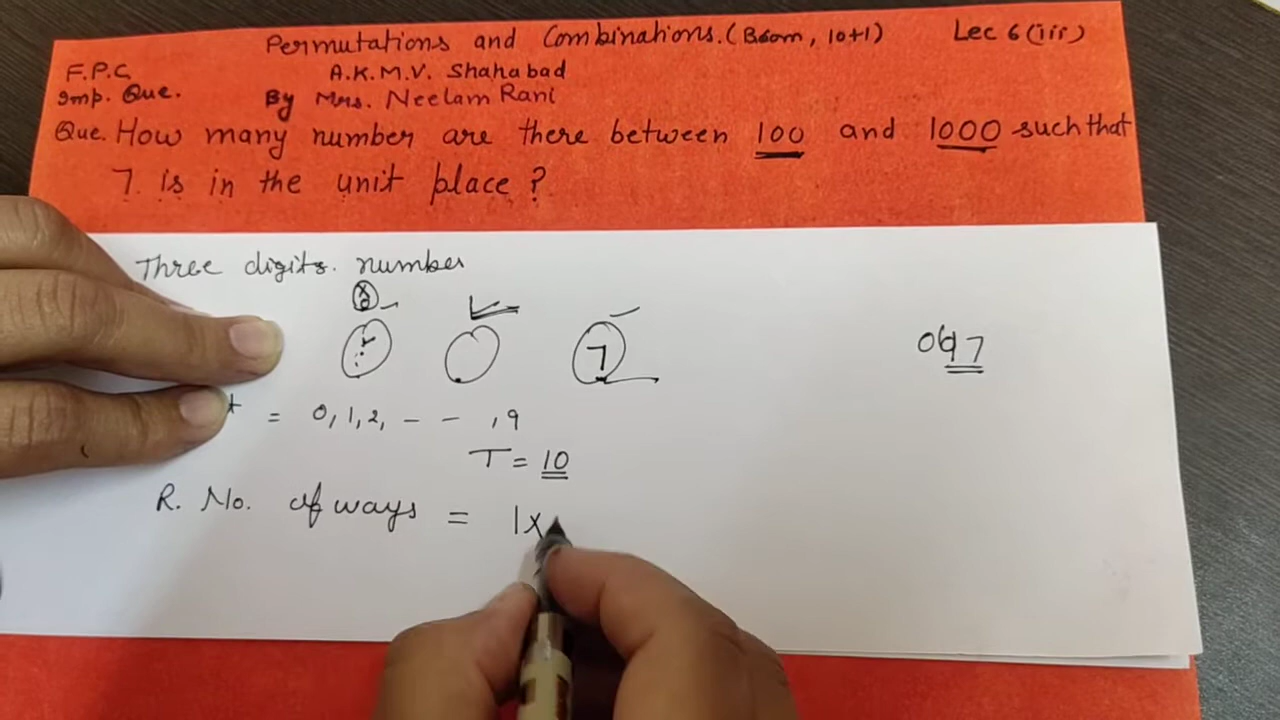 Permutations and Combinations. (Bcom, 10+1) Lec 6 (iii)
F.P.C A.K.M.V. Shahabad
Imp. Que. By Mrs. Neelam Rani
Que. How many number are there between 100 and 1000 such that
7. is in the unit place?
Three digits. number
7
097
= 0, 1, 2, - - , 9
T = 10
R. No. of ways = 1x